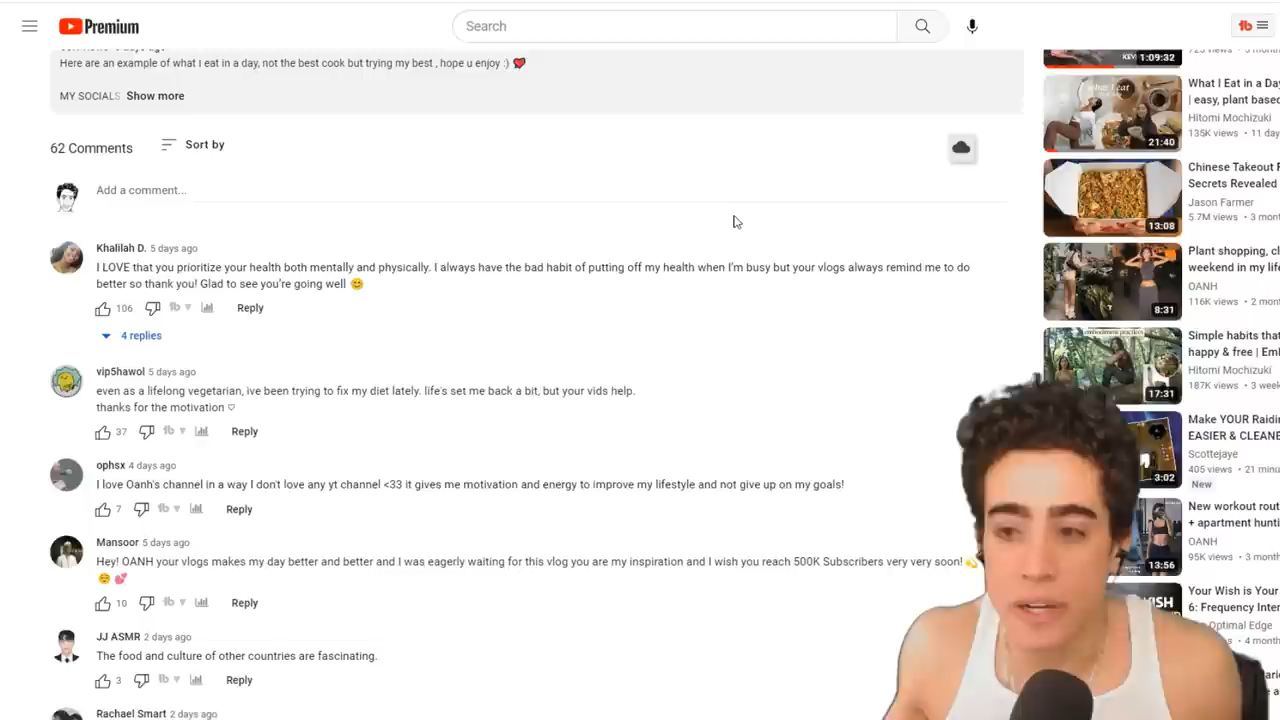 Premium
Search
Here are an example of what I eat in a day, not the best cook but trying my best , hope u enjoy :) ❤️
MY SOCIALS Show more
62 Comments
Sort by
Add a comment...
Khalilah D. 5 days ago
I LOVE that you prioritize your health both mentally and physically. I always have the bad habit of putting off my health when I'm busy but your vlogs always remind me to do
better so thank you! Glad to see you're going well 😊
106
tb
Reply
4 replies
vip5hawol 5 days ago
even as a lifelong vegetarian, ive been trying to fix my diet lately. life's set me back a bit, but your vids help.
thanks for the motivation ♡
37
tb
Reply
ophsx 4 days ago
I love Oanh's channel in a way I don't love any yt channel <33 it gives me motivation and energy to improve my lifestyle and not give up on my goals!
7
tb
Reply
Mansoor 5 days ago
Hey! OANH your vlogs makes my day better and better and I was eagerly waiting for this vlog you are my inspiration and I wish you reach 500K Subscribers very very soon!💫
☺️💕
10
tb
Reply
JJ ASMR 2 days ago
The food and culture of other countries are fascinating.
3
tb
Reply
Rachael Smart 2 days ago
tb
1:09:32
what I eat
21:40
What I Eat in a Day
| easy, plant based
Hitomi Mochizuki
135K views • 11 day
13:08
Chinese Takeout F
Secrets Revealed
Jason Farmer
5.7M views • 3 mont
8:31
Plant shopping, cl
weekend in my life
OANH
116K views • 2 mont
embodiment practices
17:31
Simple habits that
happy & free | Em
Hitomi Mochizuki
187K views • 3 week
3:02
Make YOUR Raidin
EASIER & CLEANE
Scottejaye
405 views • 21 minu
New
13:56
New workout rout
+ apartment hunti
OANH
95K views • 3 mont
Your Wish is Your
6: Frequency Inter
Optimal Edge